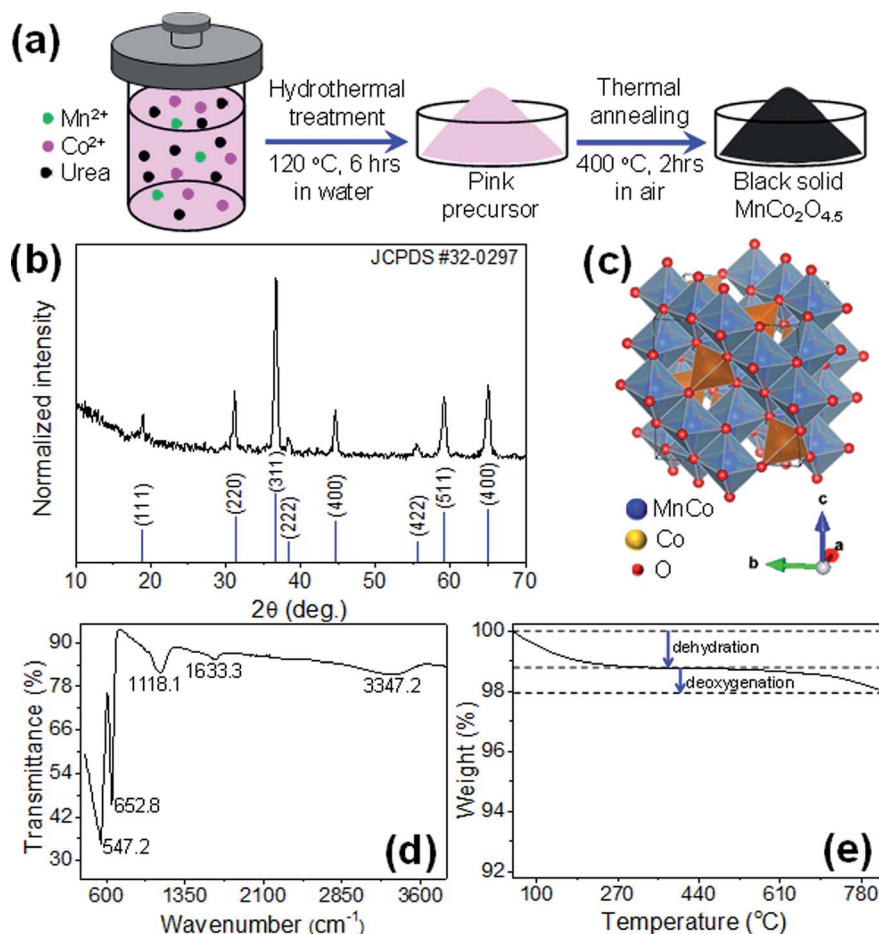 (a)
Mn²⁺
Co²⁺
Urea
Hydrothermal
treatment
120 °C, 6 hrs
in water
Pink
precursor
Thermal
annealing
400 °C, 2hrs
in air
Black solid
MnCo₂O₄.₅
(b)
JCPDS #32-0297
Normalized intensity
(111)
(220)
(311)
(222)
(400)
(422)
(511)
(400)
10 20 30 40 50 60 70
2θ (deg.)
(c)
MnCo
Co
O
c
b
a
(d)
Transmittance (%)
90
78
66
54
42
30
547.2
652.8
1118.1
1633.3
3347.2
600 1350 2100 2850 3600
Wavenumber (cm⁻¹)
(e)
Weight (%)
100
98
96
94
92
dehydration
deoxygenation
100 270 440 610 780
Temperature (°C)